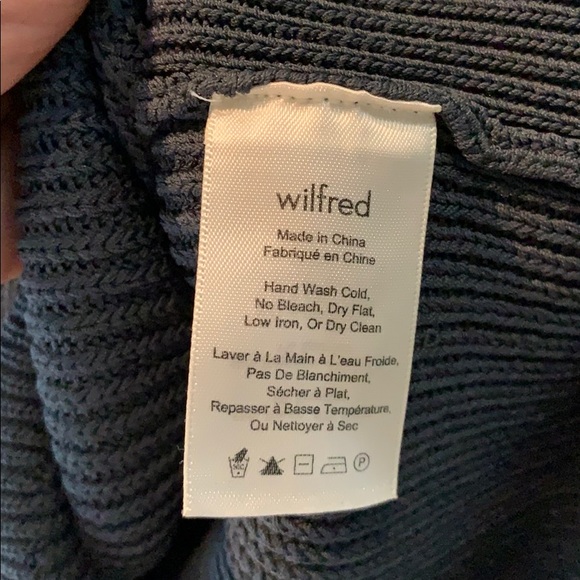 wilfred
Made in China
Fabriqué en Chine
Hand Wash Cold,
No Bleach, Dry Flat,
Low Iron, Or Dry Clean
Laver à La Main à L'eau Froide,
Pas De Blanchiment,
Sécher à Plat,
Repasser à Basse Température,
Ou Nettoyer à Sec
30C P